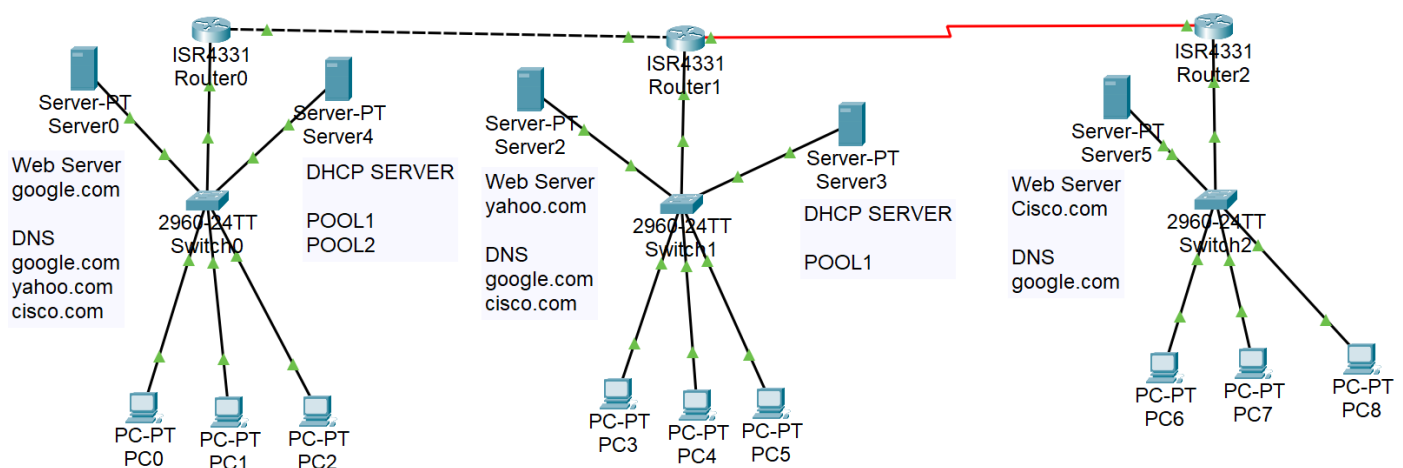 ISR4331
Router0
Server-PT
Server0
Server-PT
Server4
Web Server
google.com
DNS
google.com
yahoo.com
cisco.com
DHCP SERVER
POOL1
POOL2
2960-24TT
Switch0
PC-PT
PC0
PC-PT
PC1
PC-PT
PC2
ISR4331
Router1
Server-PT
Server2
Server-PT
Server3
Web Server
yahoo.com
DNS
google.com
cisco.com
DHCP SERVER
POOL1
2960-24TT
Switch1
PC-PT
PC3
PC-PT
PC4
PC-PT
PC5
ISR4331
Router2
Server-PT
Server5
Web Server
Cisco.com
DNS
google.com
2960-24TT
Switch2
PC-PT
PC6
PC-PT
PC7
PC-PT
PC8